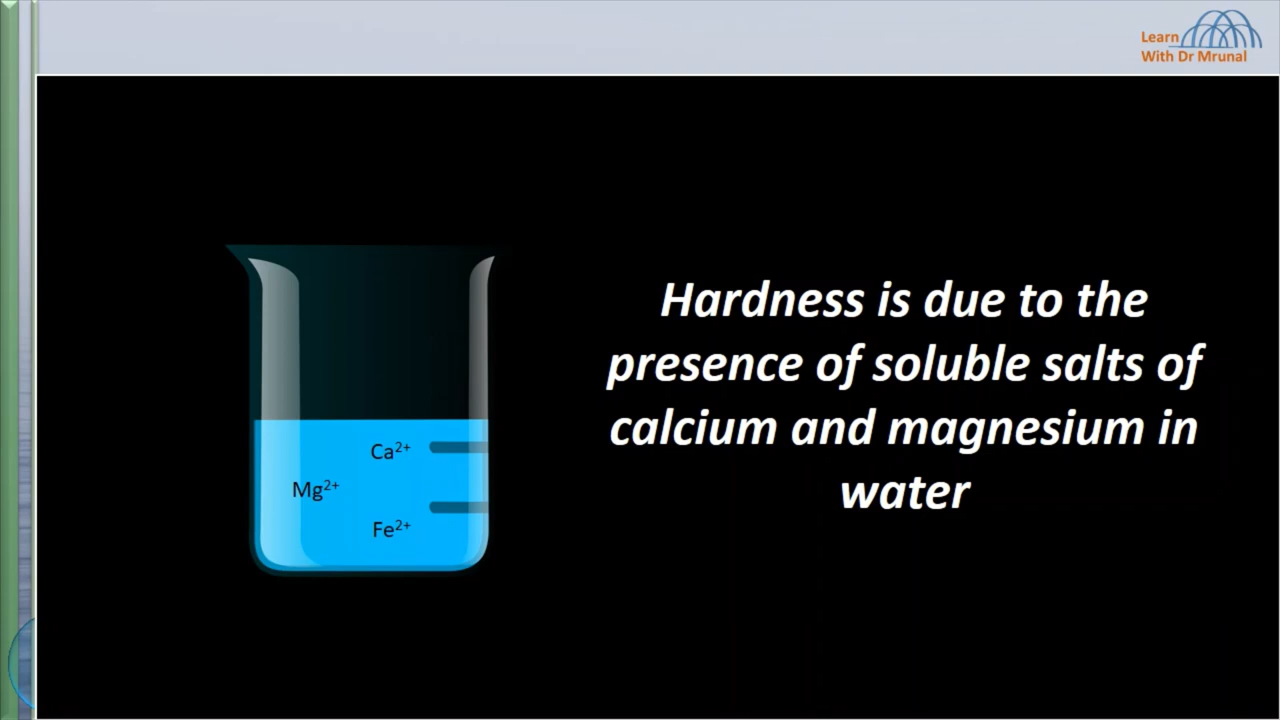 Learn
With Dr Mrunal
Hardness is due to the
presence of soluble salts of
calcium and magnesium in
water
Ca²⁺
Mg²⁺
Fe²⁺